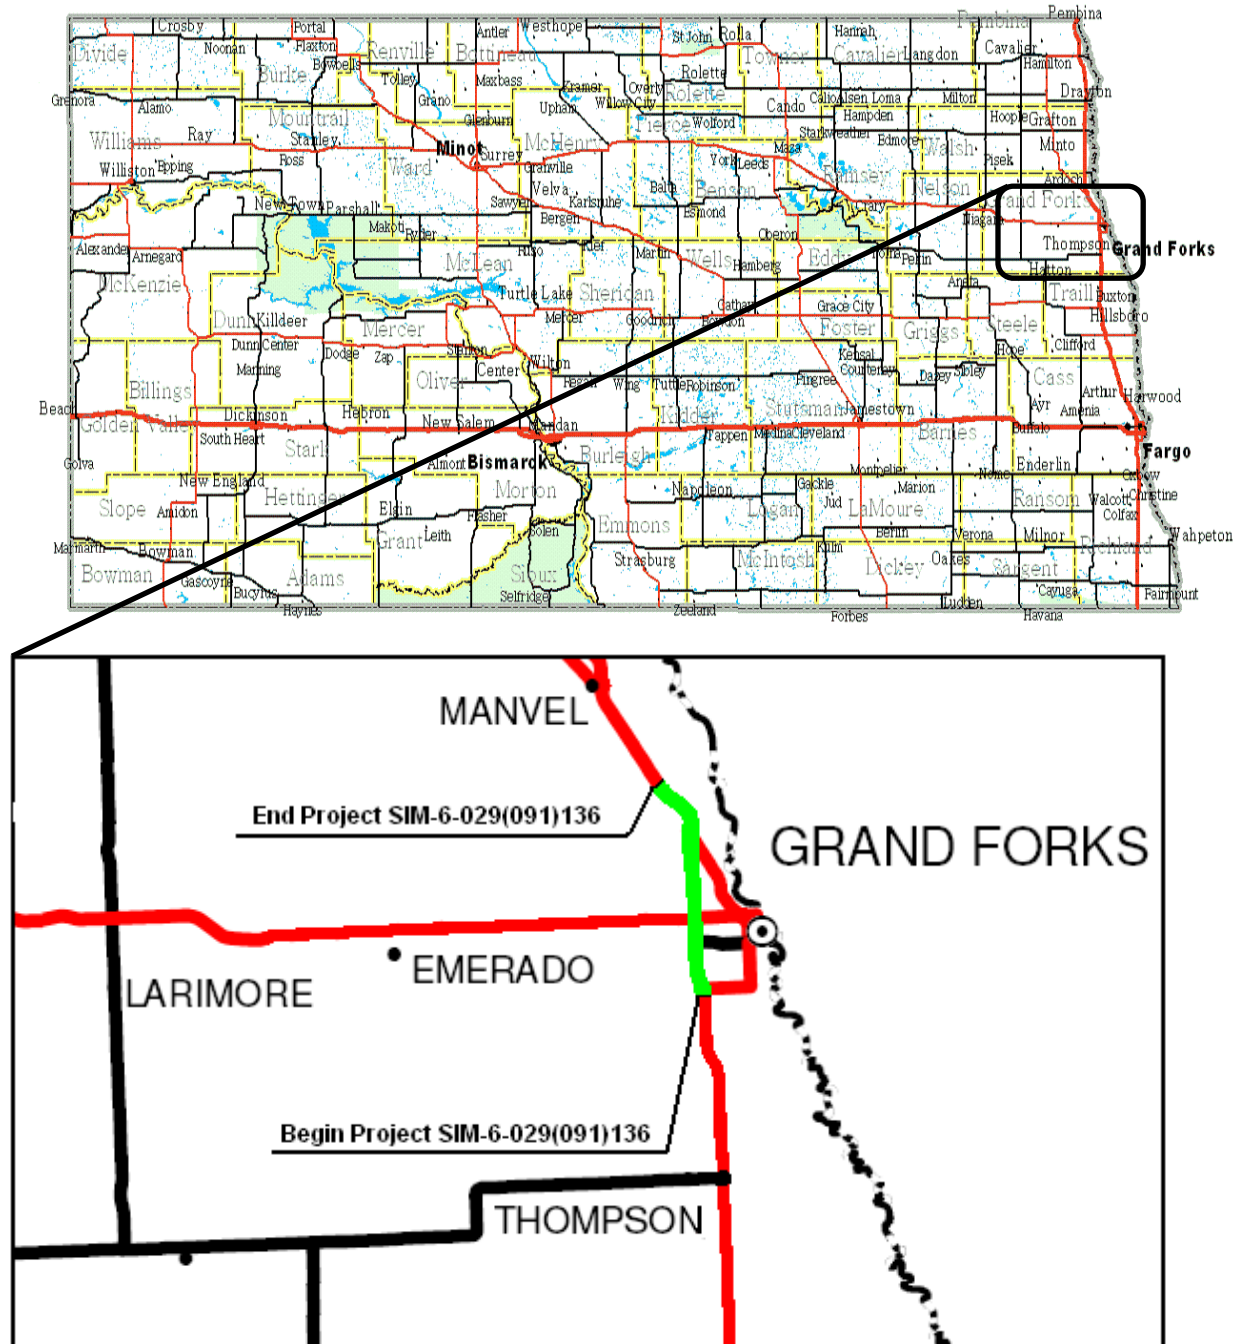 Pembina
Pembina
Crosby
Portal
Antler
Westhope
St John
Rolla
Hannah
Divide
Noonan
Flaxton
Renville
Bottineau
Towner
Cavalier
Langdon
Cavalier
Bowbells
Burke
Tolley
Maxbass
Kramer
Overly
Rolette
Rolette
Hamilton
Drayton
Grenora
Alamo
Grano
Upham
Willow City
Cando
Calio
Alsen
Loma
Milton
Mountrail
Glenburn
Pierce
Wolford
Hampden
Hoople
Grafton
Williams
Ray
Stanley
McHenry
Starkweather
Edmore
Walsh
Minto
Ross
Ward
Minot
Surrey
Granville
York
Leeds
Maza
Ramsey
Pisek
Ardoch
Williston
Epping
Velva
Balta
Benson
Nelson
New Town
Parshall
Sawyer
Karlsruhe
Esmond
Grand Forks
Makoti
Ryder
Bergen
Oberon
Niagara
Alexander
Arnegard
McLean
Martin
Wells
Hamberg
Eddy
Pekin
Thompson
Grand Forks
McKenzie
Turtle Lake
Sheridan
Cathay
Grace City
Aneta
Hatton
Traill
Buxton
Dunn
Killdeer
Mercer
Mercer
Goodrich
Bowdon
Foster
Griggs
Steele
Hillsboro
Dunn Center
Dodge
Zap
Stanton
Wilton
Kensal
Hope
Clifford
Manning
Center
Regan
Wing
Tuttle
Robinson
Pingree
Courtenay
Dazey
Sibley
Cass
Billings
Oliver
Arthur
Harwood
Beach
Dickinson
Hebron
New Salem
Mandan
Kidder
Stutsman
Jamestown
Ayr
Amenia
Golden Valley
South Heart
Stark
Tappen
Medina
Cleveland
Barnes
Buffalo
Fargo
Golva
Almont
Bismarck
Burleigh
Montpelier
Nome
Enderlin
Oxbow
New England
Hettinger
Morton
Napoleon
Gackle
Marion
Ransom
Walcott
Christine
Slope
Amidon
Elgin
Flasher
Emmons
Logan
Jud
LaMoure
Colfax
Grant
Leith
Solen
Berlin
Verona
Milnor
Wahpeton
Marmarth
Bowman
Strasburg
McIntosh
Kulm
Oakes
Richland
Bowman
Gascoyne
Adams
Sioux
Dickey
Sargent
Bucyrus
Selfridge
Cayuga
Fairmount
Haynes
Zeeland
Forbes
Ludden
Havana
MANVEL
End Project SIM-6-029(091)136
GRAND FORKS
EMERADO
LARIMORE
Begin Project SIM-6-029(091)136
THOMPSON